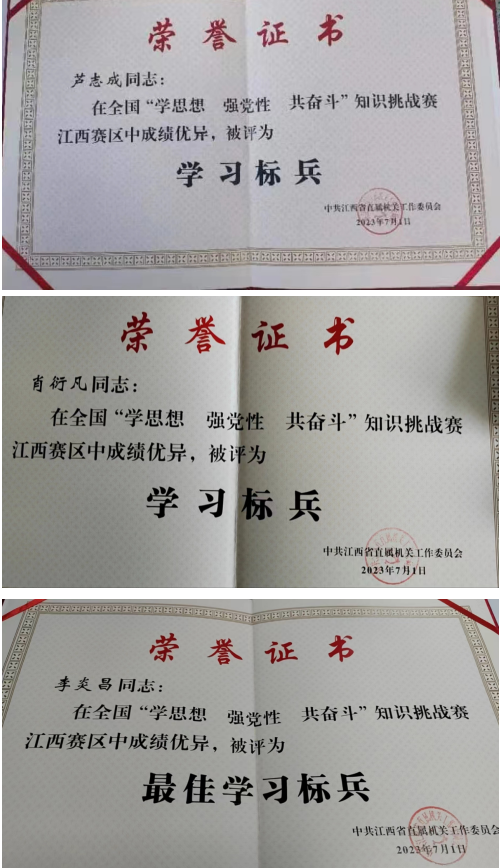 荣誉证书
芦志成同志：
在全国“学思想 强党性 共奋斗”知识挑战赛
江西赛区中成绩优异，被评为
学习标兵
中共江西省直属机关工作委员会
2023年7月1日
荣誉证书
肖衍凡同志：
在全国“学思想 强党性 共奋斗”知识挑战赛
江西赛区中成绩优异，被评为
学习标兵
中共江西省直属机关工作委员会
2023年7月1日
荣誉证书
李炎昌同志：
在全国“学思想 强党性 共奋斗”知识挑战赛
江西赛区中成绩优异，被评为
最佳学习标兵
中共江西省直属机关工作委员会
2023年7月1日